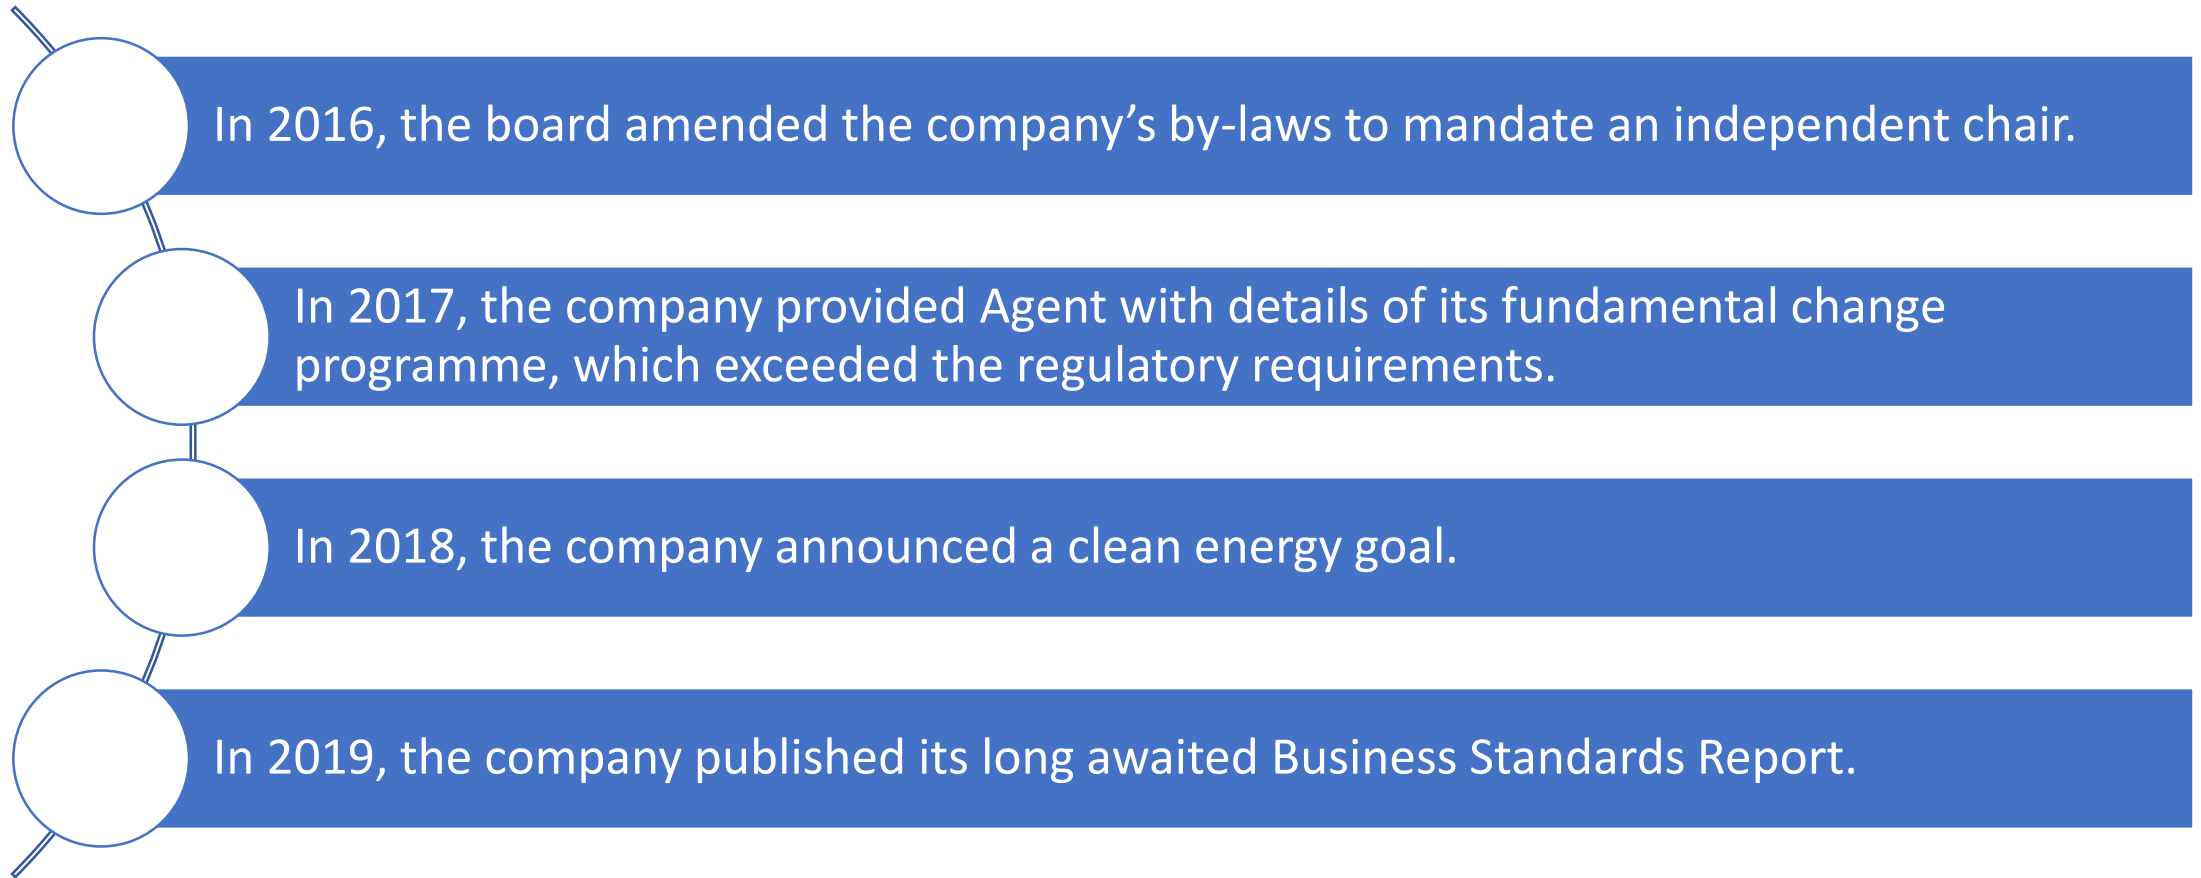 In 2016, the board amended the company’s by-laws to mandate an independent chair.
In 2017, the company provided Agent with details of its fundamental change
programme, which exceeded the regulatory requirements.
In 2018, the company announced a clean energy goal.
In 2019, the company published its long awaited Business Standards Report.